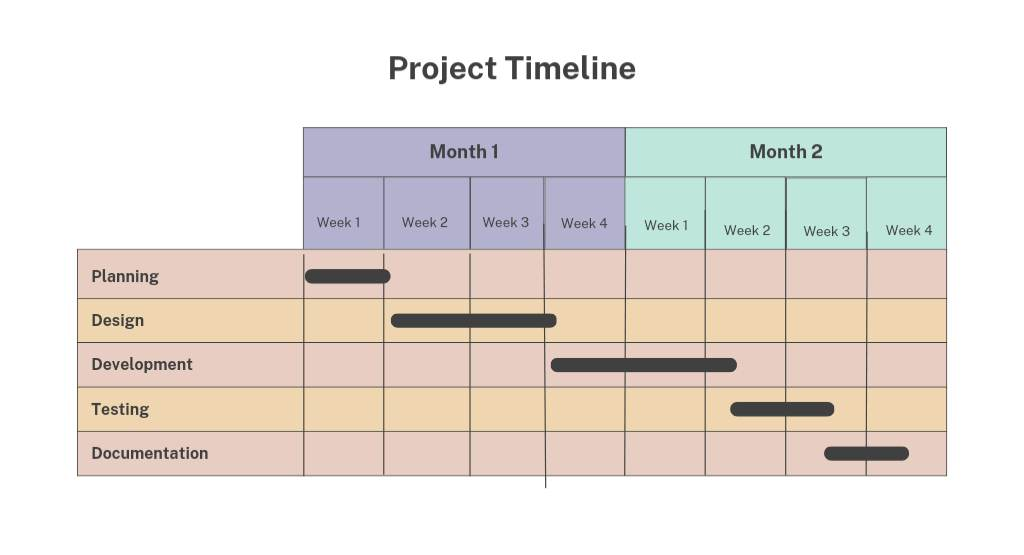 Project Timeline
Month 1
Month 2
Week 1
Week 2
Week 3
Week 4
Week 1
Week 2
Week 3
Week 4
Planning
Design
Development
Testing
Documentation